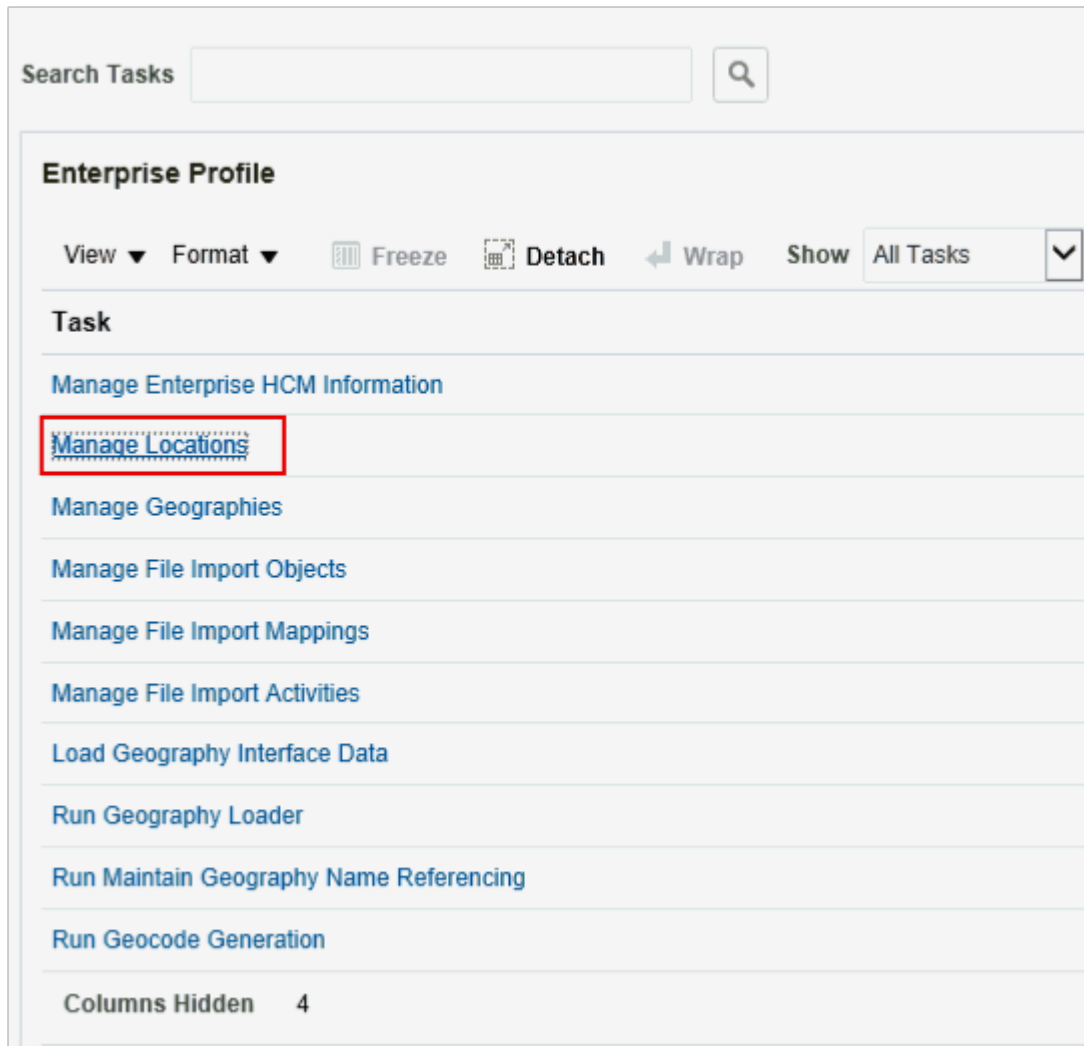 Search Tasks
Enterprise Profile
View Format Freeze Detach Wrap Show All Tasks
Task
Manage Enterprise HCM Information
Manage Locations
Manage Geographies
Manage File Import Objects
Manage File Import Mappings
Manage File Import Activities
Load Geography Interface Data
Run Geography Loader
Run Maintain Geography Name Referencing
Run Geocode Generation
Columns Hidden 4